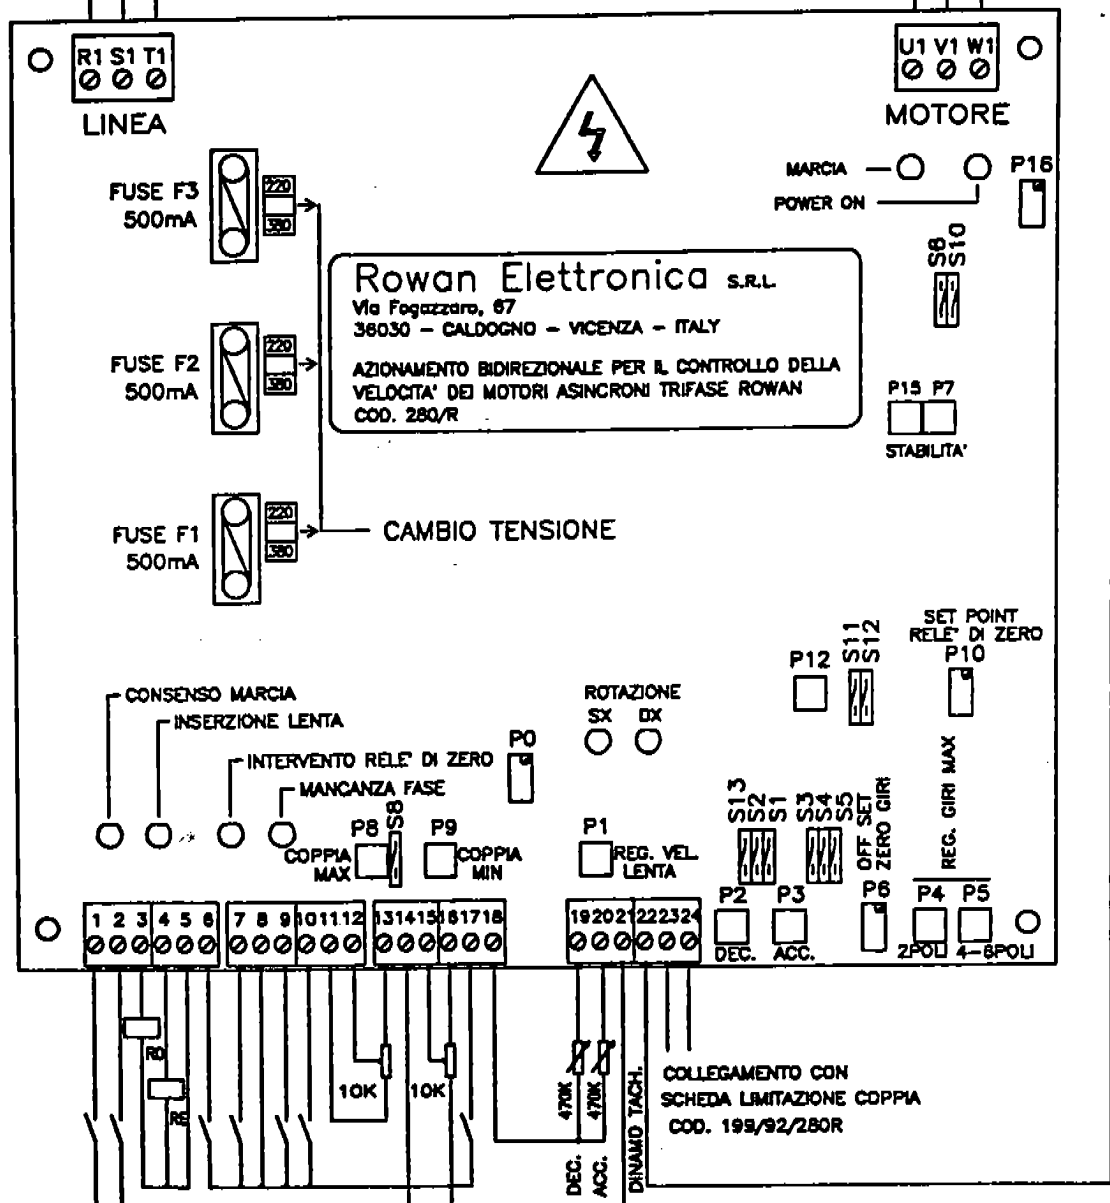 R1 S1 T1
LINEA
U1 V1 W1
MOTORE
MARCIA
POWER ON
P16
S6
S10
FUSE F3
500mA
220
380
Rowan Elettronica S.R.L.
Via Fogazzaro, 67
36030 - CALDOGNO - VICENZA - ITALY
AZIONAMENTO BIDIREZIONALE PER IL CONTROLLO DELLA
VELOCITA' DEI MOTORI ASINCRONI TRIFASE ROWAN
COD. 280/R
FUSE F2
500mA
220
380
P15 P7
STABILITA'
FUSE F1
500mA
220
380
CAMBIO TENSIONE
SET POINT
RELE' DI ZERO
P10
P12
S11
S12
CONSENSO MARCIA
INSERZIONE LENTA
INTERVENTO RELE' DI ZERO
MANCANZA FASE
ROTAZIONE
SX DX
P0
P8
COPPIA
MAX
S8
P9
COPPIA
MIN
P1
REG. VEL.
LENTA
S13
S2
S1
S3
S4
S5
OFF SET
ZERO GIRI
REG. GIRI MAX
P2
DEC.
P3
ACC.
P6
P4
2POLI
P5
4-6POLI
1 2 3 4 5 6 7 8 9 10 11 12 13 14 15 16 17 18 19 20 21 22 23 24
RO
RE
10K
10K
470K
470K
DEC.
ACC.
DINAMO TACH.
COLLEGAMENTO CON
SCHEDA LIMITAZIONE COPPIA
COD. 199/92/280R